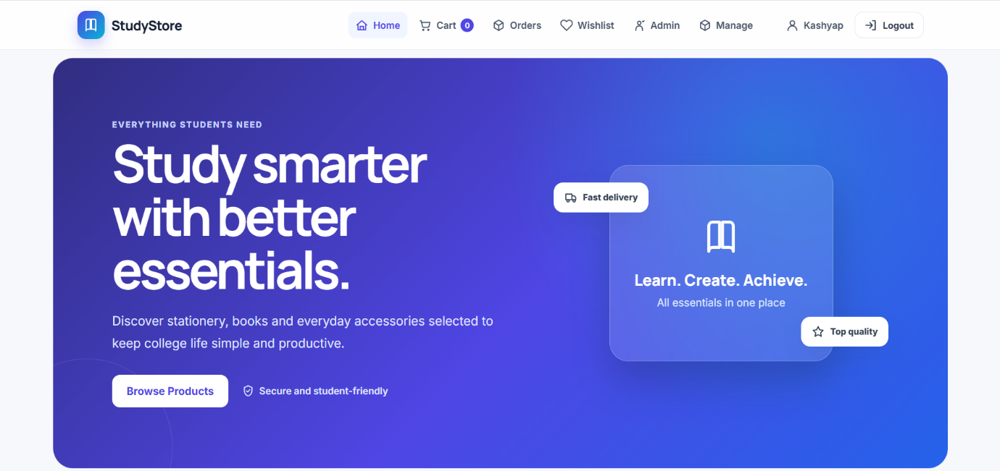 StudyStore
Home
Cart 0
Orders
Wishlist
Admin
Manage
Kashyap
Logout
EVERYTHING STUDENTS NEED
Study smarter
with better
essentials.
Discover stationery, books and everyday accessories selected to
keep college life simple and productive.
Browse Products
Secure and student-friendly
Fast delivery
Learn. Create. Achieve.
All essentials in one place
Top quality